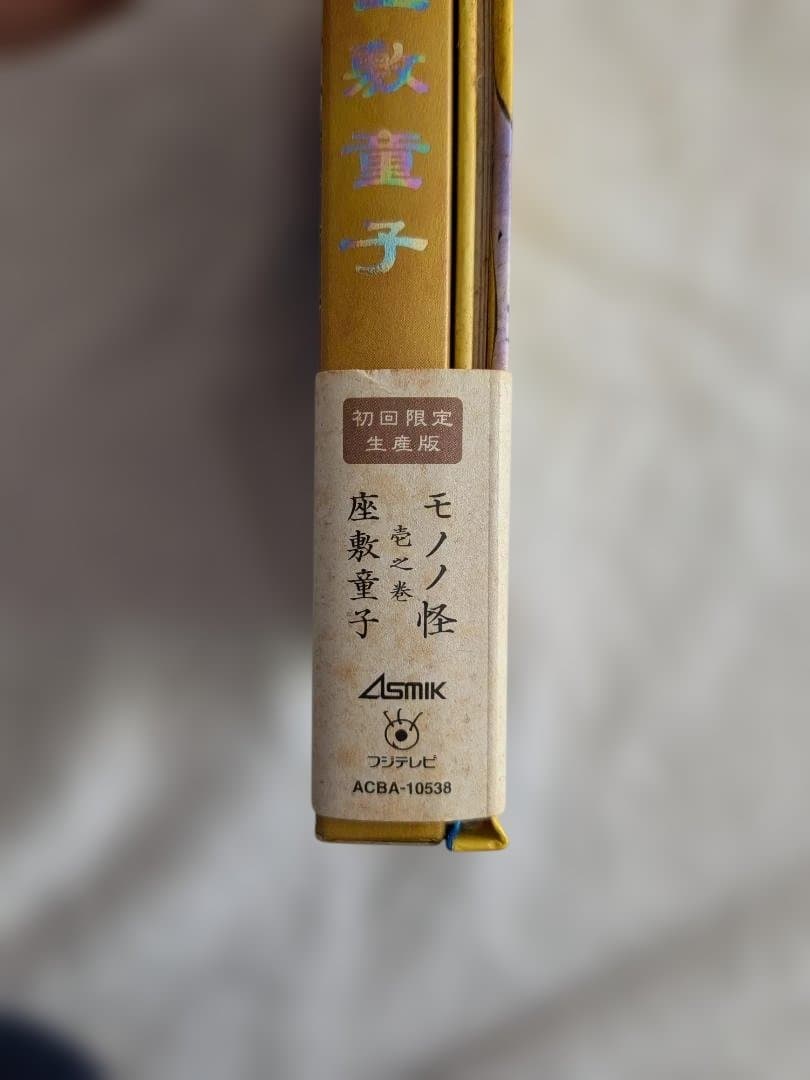 敷童子
初回限定
生産版
モノノ怪
壱之巻
座敷童子
ASMIK
フジテレビ
ACBA-10538